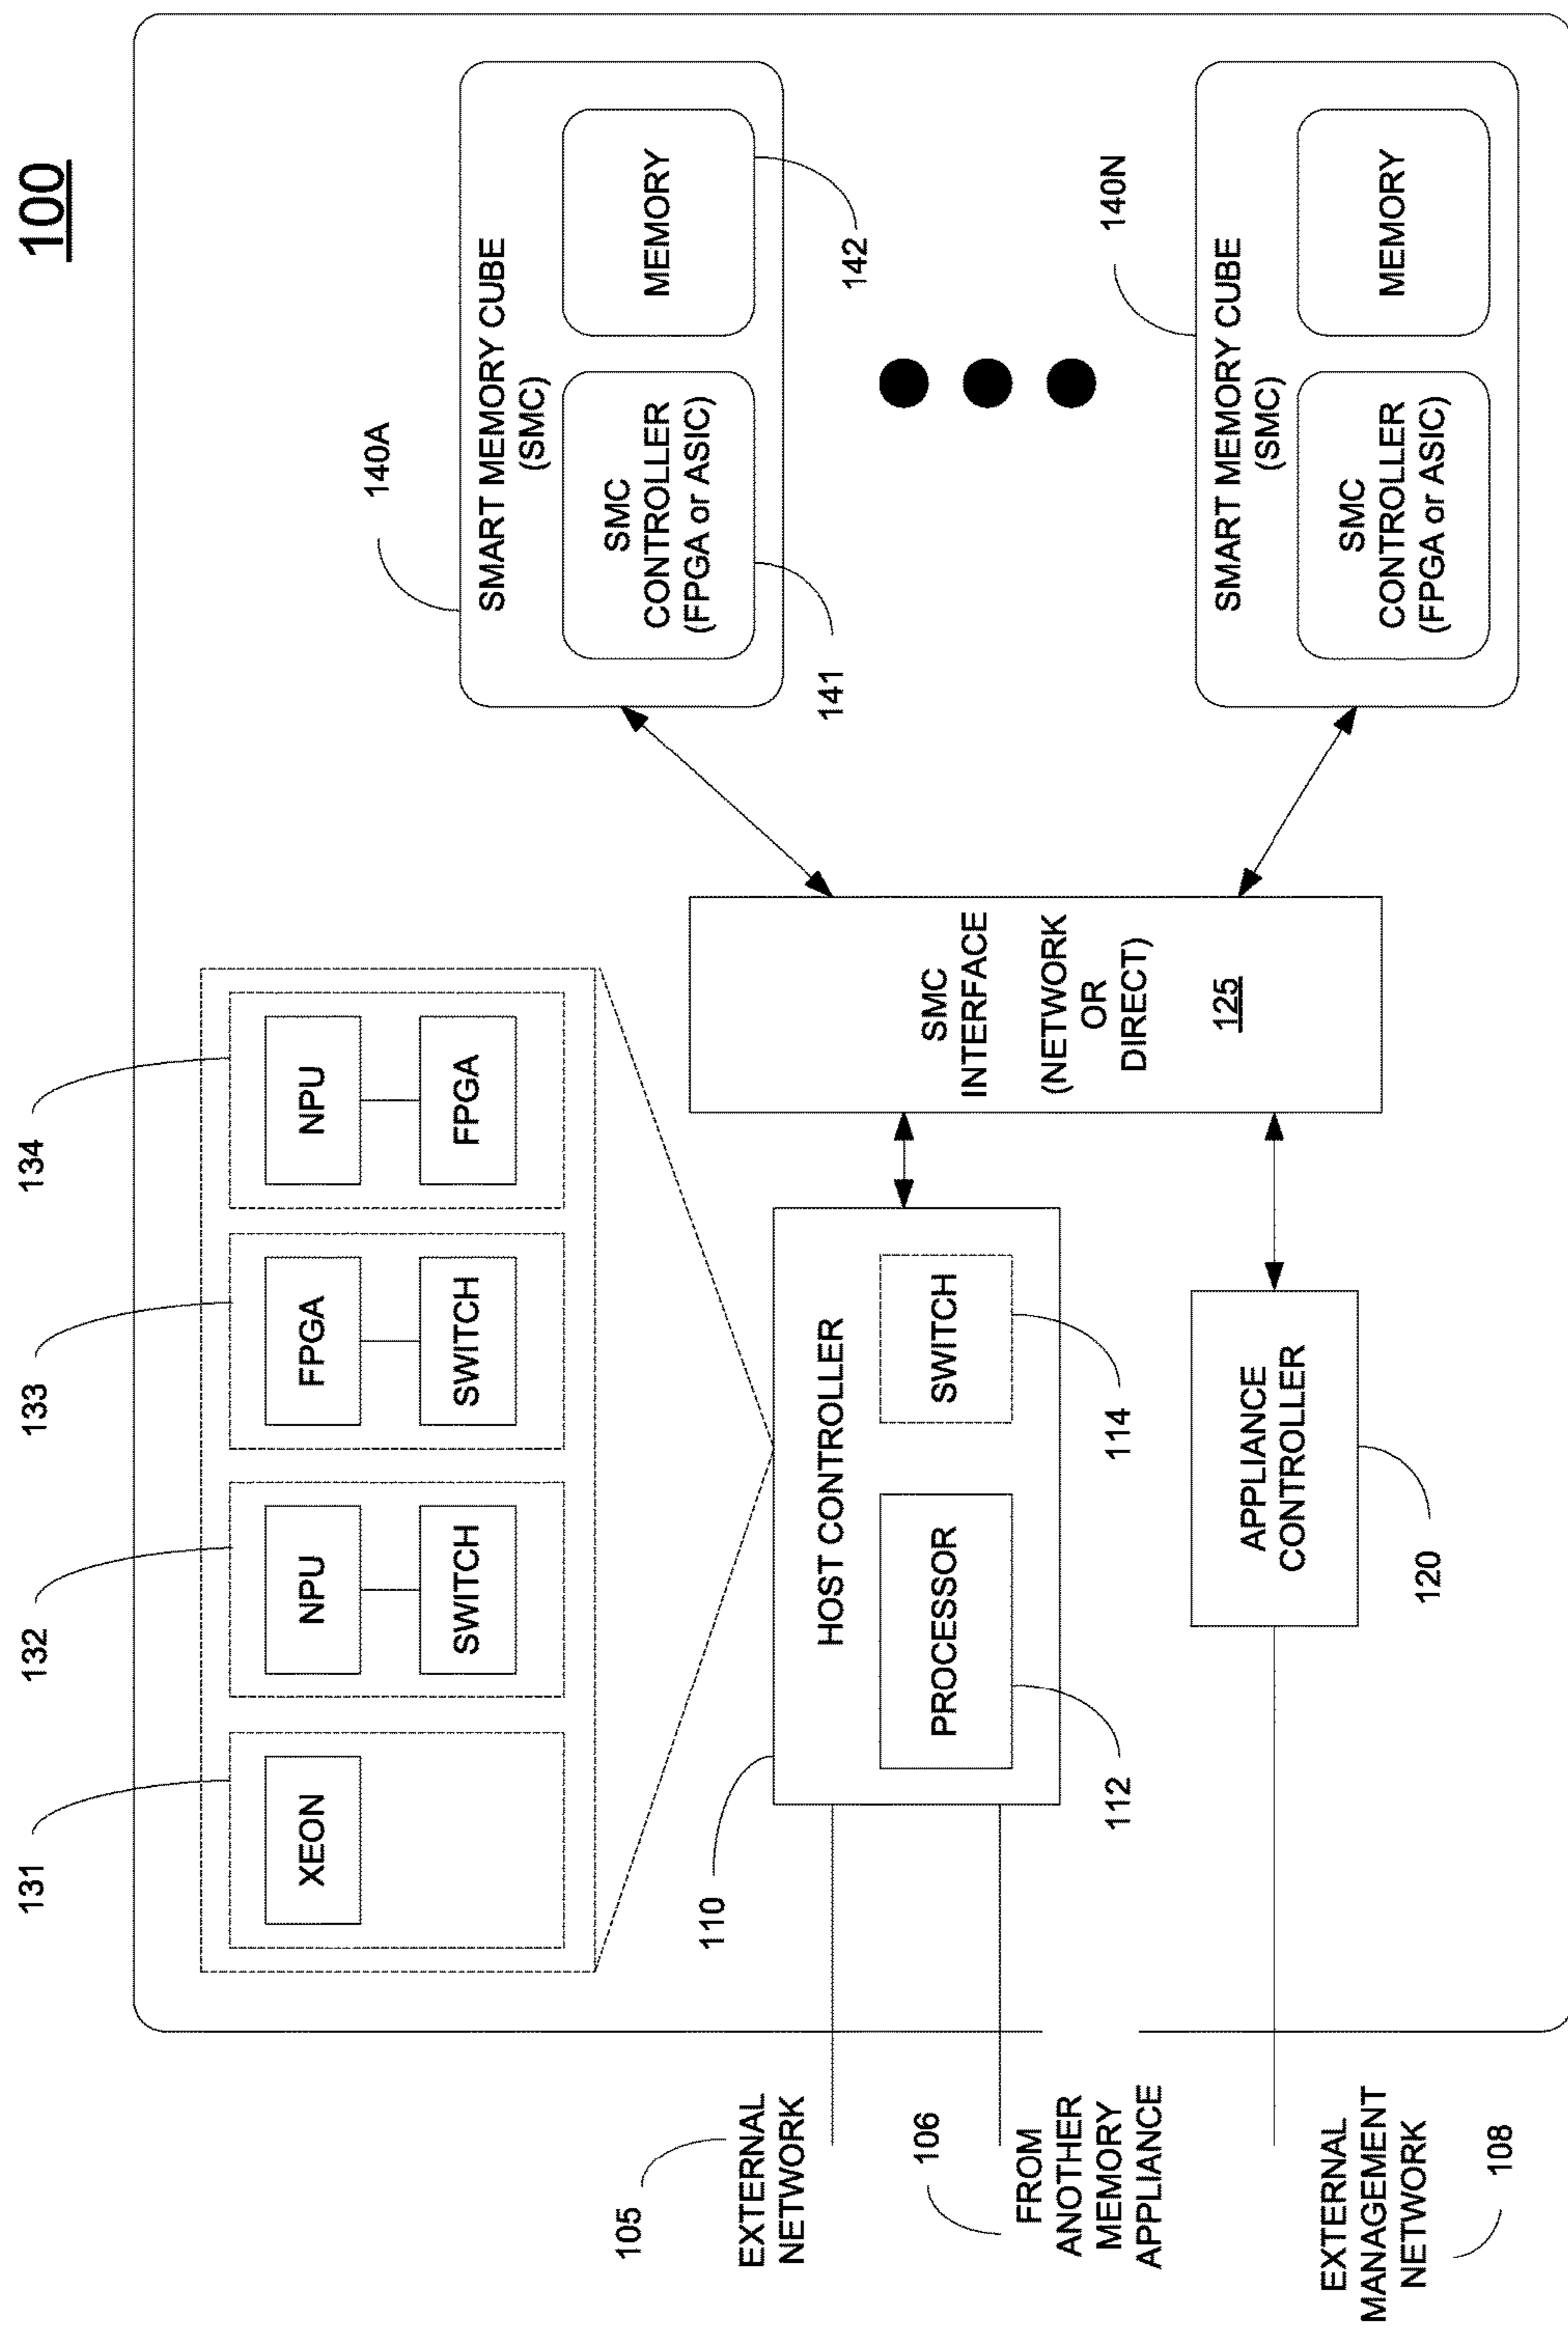 100
134
133
132
131
NPU
FPGA
FPGA
SWITCH
NPU
SWITCH
XEON
105
EXTERNAL
NETWORK
106
FROM
ANOTHER
MEMORY
APPLIANCE
EXTERNAL
MANAGEMENT
NETWORK
108
110
HOST CONTROLLER
PROCESSOR
112
SWITCH
114
APPLIANCE
CONTROLLER
120
SMC
INTERFACE
(NETWORK
OR
DIRECT)
125
140A
SMART MEMORY CUBE
(SMC)
SMC
CONTROLLER
(FPGA or ASIC)
141
MEMORY
142
140N
SMART MEMORY CUBE
(SMC)
SMC
CONTROLLER
(FPGA or ASIC)
MEMORY